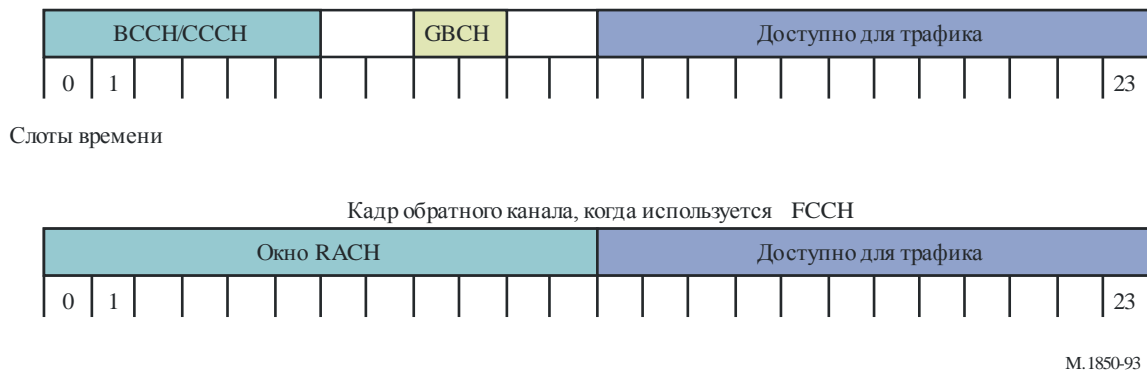 BCCH/CCCH GBCH Доступно для трафика
0 1 23
Слоты времени
Кадр обратного канала, когда используется FCCH
Окно RACH Доступно для трафика
0 1 23
M.1850-93